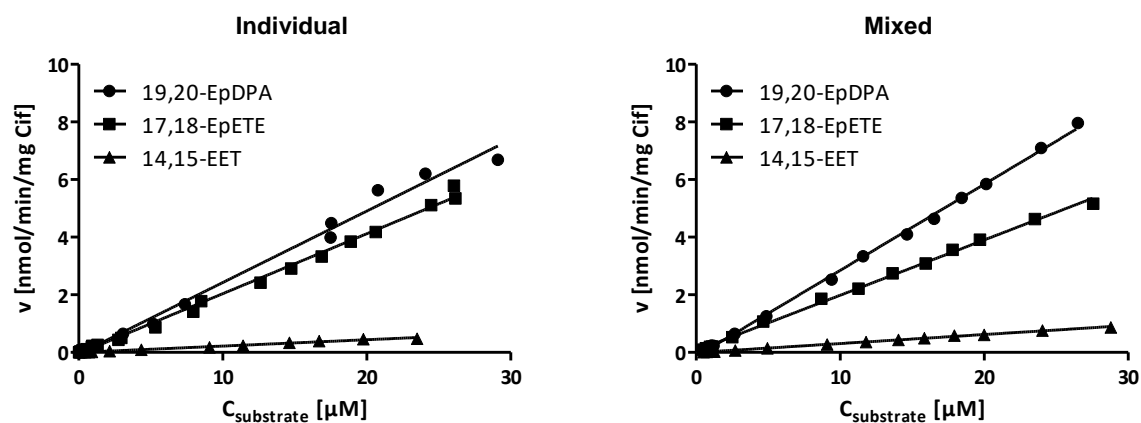 Individual
10
8
6
4
2
0
v [nmol/min/mg Cif]
19,20-EpDPA
17,18-EpETE
14,15-EET
0
10
20
30
Csubstrate [µM]
Mixed
10
8
6
4
2
0
v [nmol/min/mg Cif]
19,20-EpDPA
17,18-EpETE
14,15-EET
0
10
20
30
Csubstrate [µM]